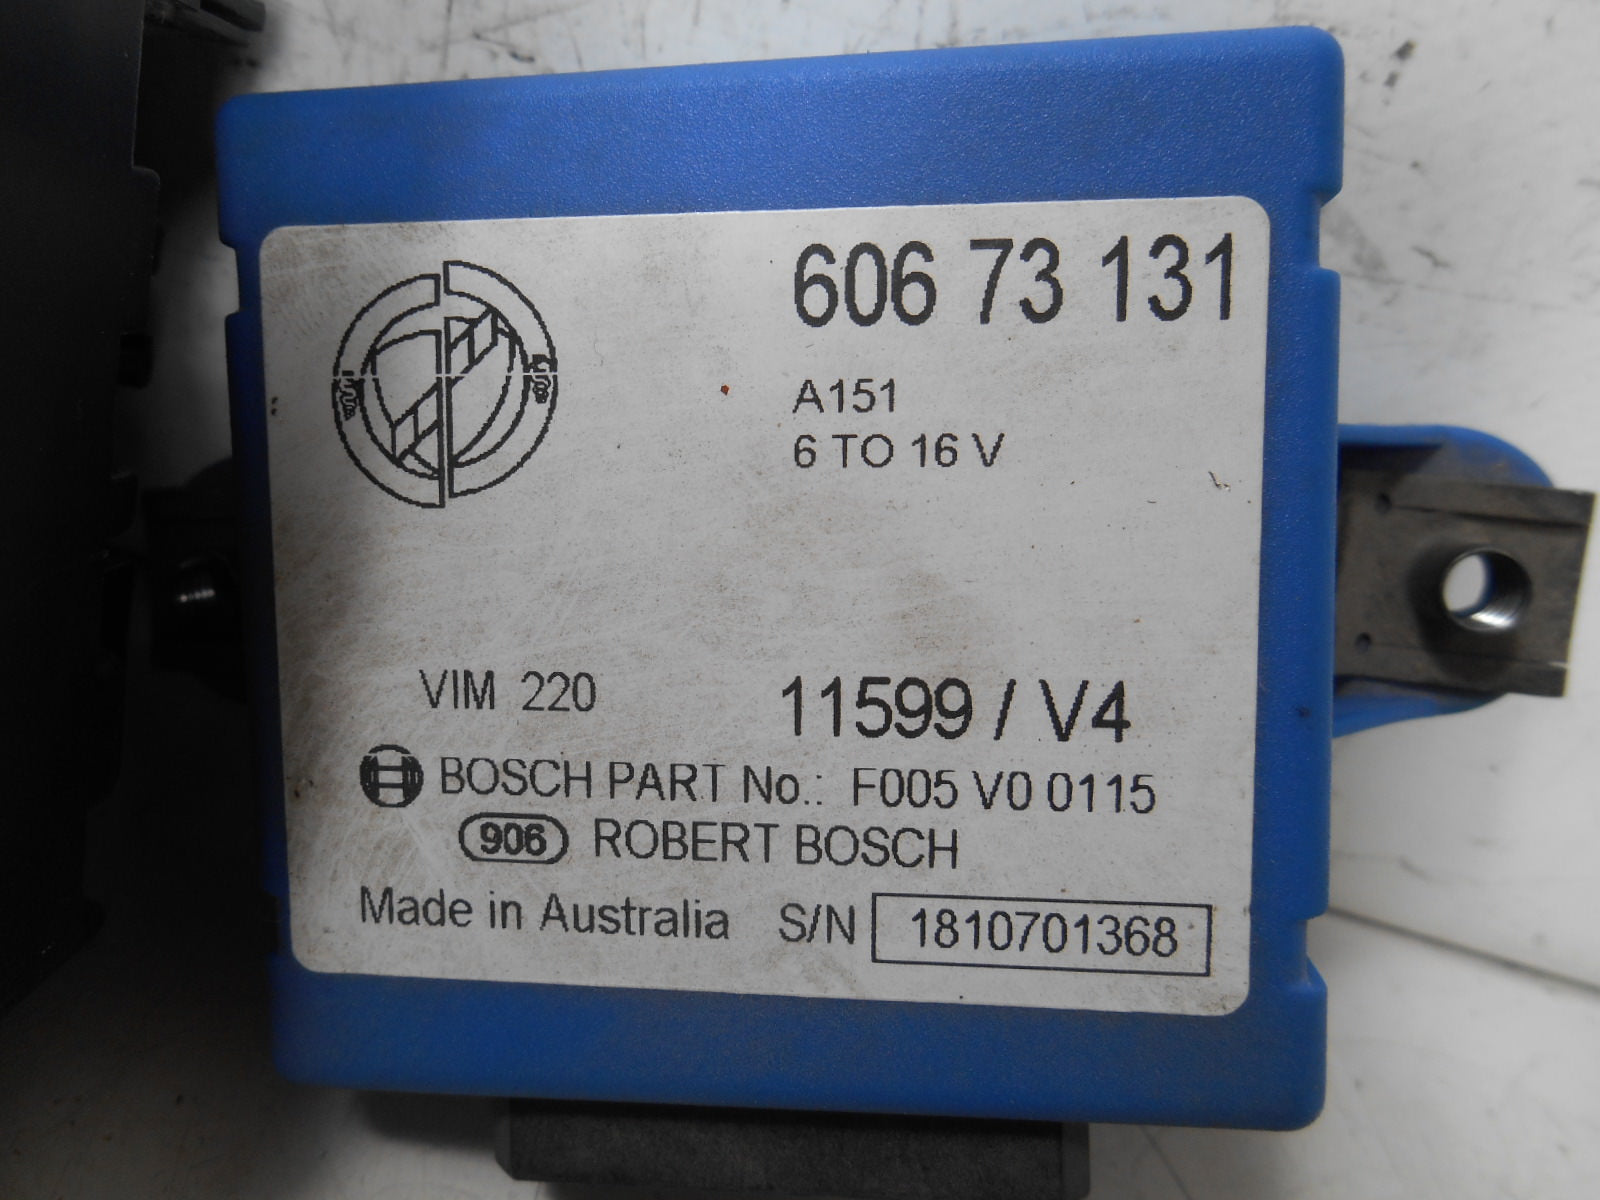 606 73 131
A151
6 TO 16 V
VIM 220 11599 / V4
BOSCH PART No.: F005 V0 0115
906 ROBERT BOSCH
Made in Australia S/N 1810701368